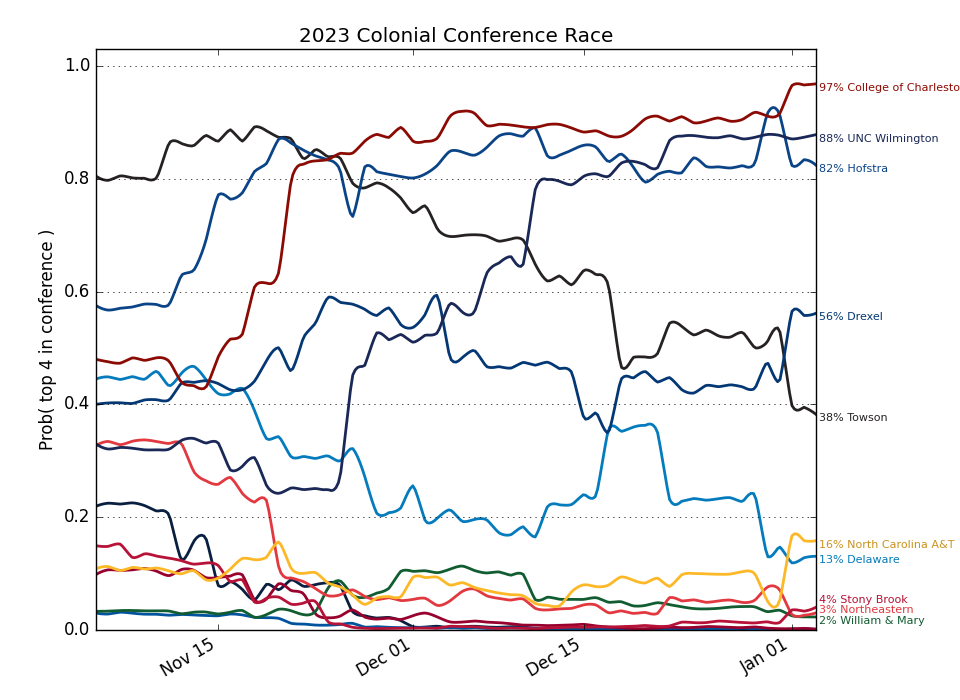 2023 Colonial Conference Race
Prob( top 4 in conference )
1.0
0.8
0.6
0.4
0.2
0.0
Nov 15
Dec 01
Dec 15
Jan 01
97% College of Charlesto
88% UNC Wilmington
82% Hofstra
56% Drexel
38% Towson
16% North Carolina A&T
13% Delaware
4% Stony Brook
3% Northeastern
2% William & Mary